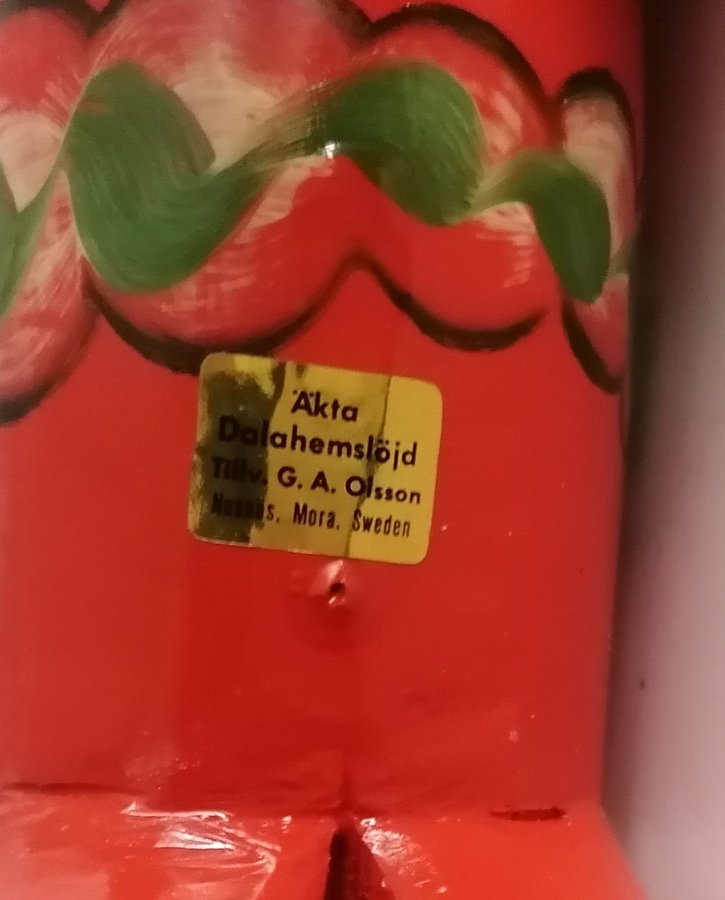 Äkta
Dalahemslöjd
Tillv. G. A. Olsson
Nusnäs, Mora, Sweden